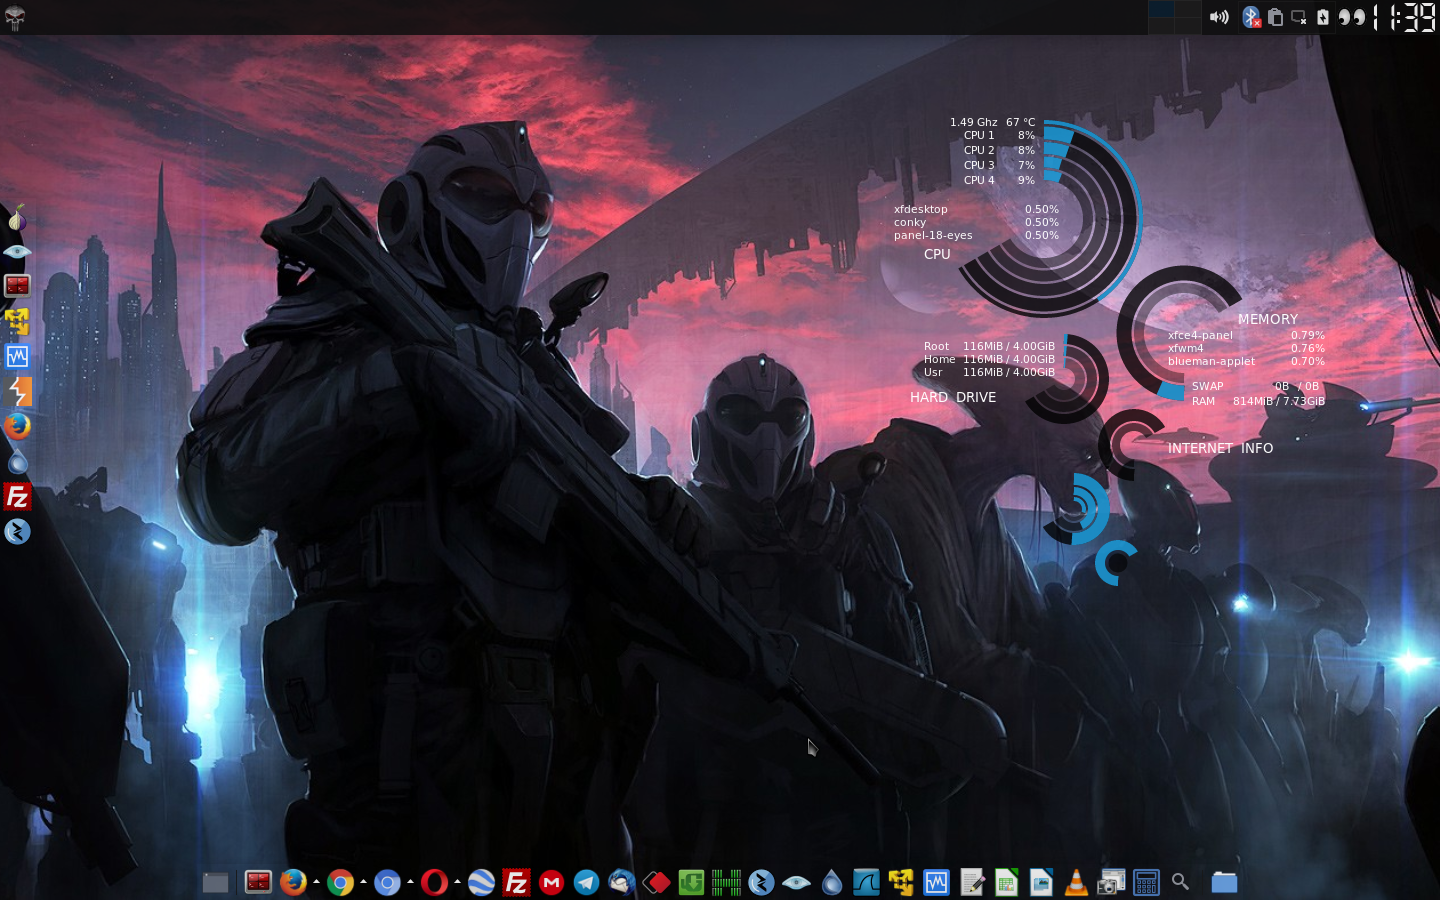 11:39
1.49 Ghz 67 °C
CPU 1 8%
CPU 2 8%
CPU 3 7%
CPU 4 9%
xfdesktop 0.50%
conky 0.50%
panel-18-eyes 0.50%
CPU
MEMORY
xfce4-panel 0.79%
xfwm4 0.76%
blueman-applet 0.70%
SWAP 0B / 0B
RAM 814MiB / 7.73GiB
Root 116MiB / 4.00GiB
Home 116MiB / 4.00GiB
Usr 116MiB / 4.00GiB
HARD DRIVE
INTERNET INFO
Fz
Fz
M